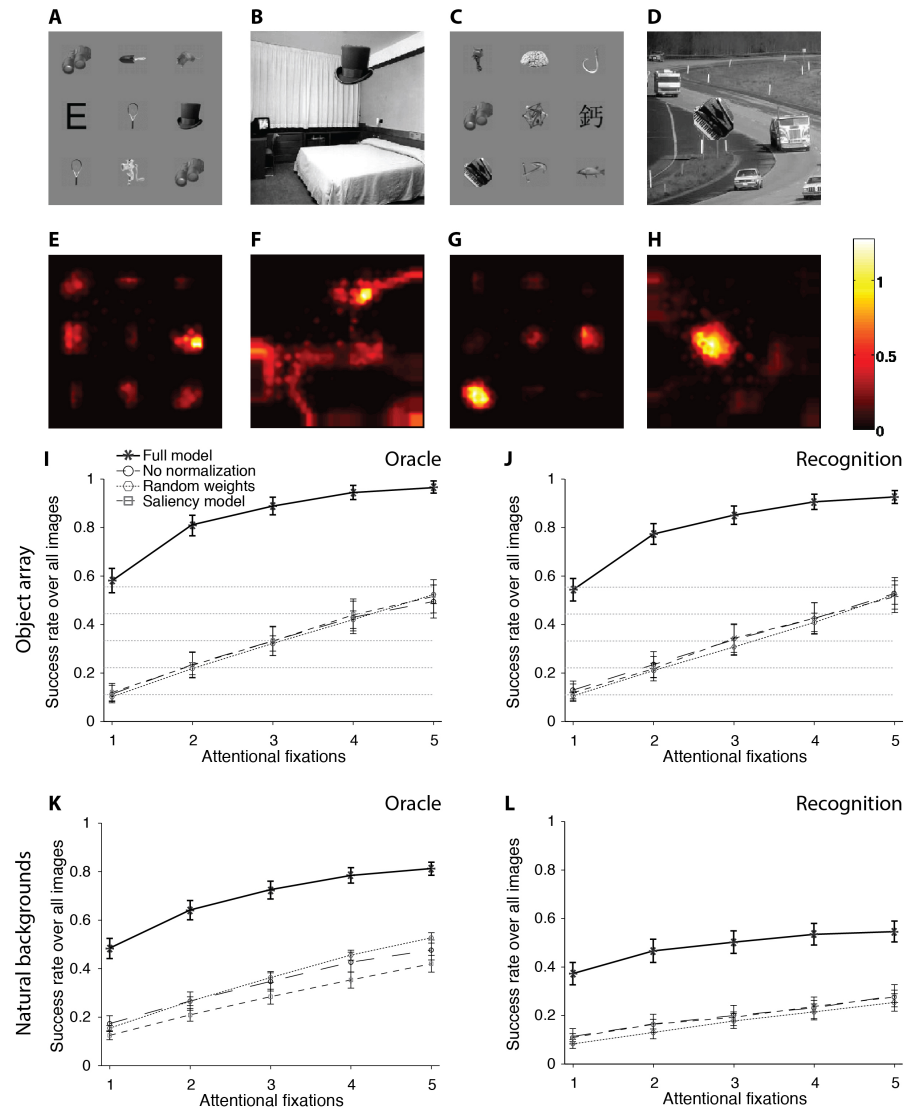 A B C D
E
鈣
E F G H
1
0.5
0
I Oracle J Recognition
Full model
No normalization
Random weights
Saliency model
Object array
Success rate over all images
1
0.8
0.6
0.4
0.2
0
1 2 3 4 5
Attentional fixations
Success rate over all images
1
0.8
0.6
0.4
0.2
0
1 2 3 4 5
Attentional fixations
K Oracle L Recognition
Natural backgrounds
Success rate over all images
1
0.8
0.6
0.4
0.2
0
1 2 3 4 5
Attentional fixations
Success rate over all images
1
0.8
0.6
0.4
0.2
0
1 2 3 4 5
Attentional fixations